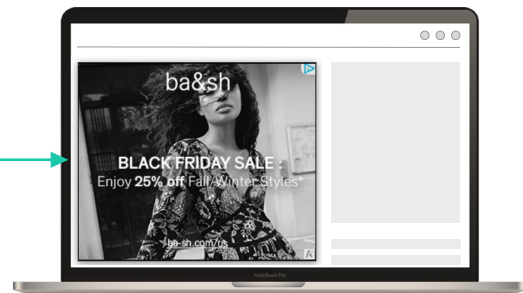 ba&sh
BLACK FRIDAY SALE :
Enjoy 25% off Fall/Winter Styles*
ba-sh.com/us